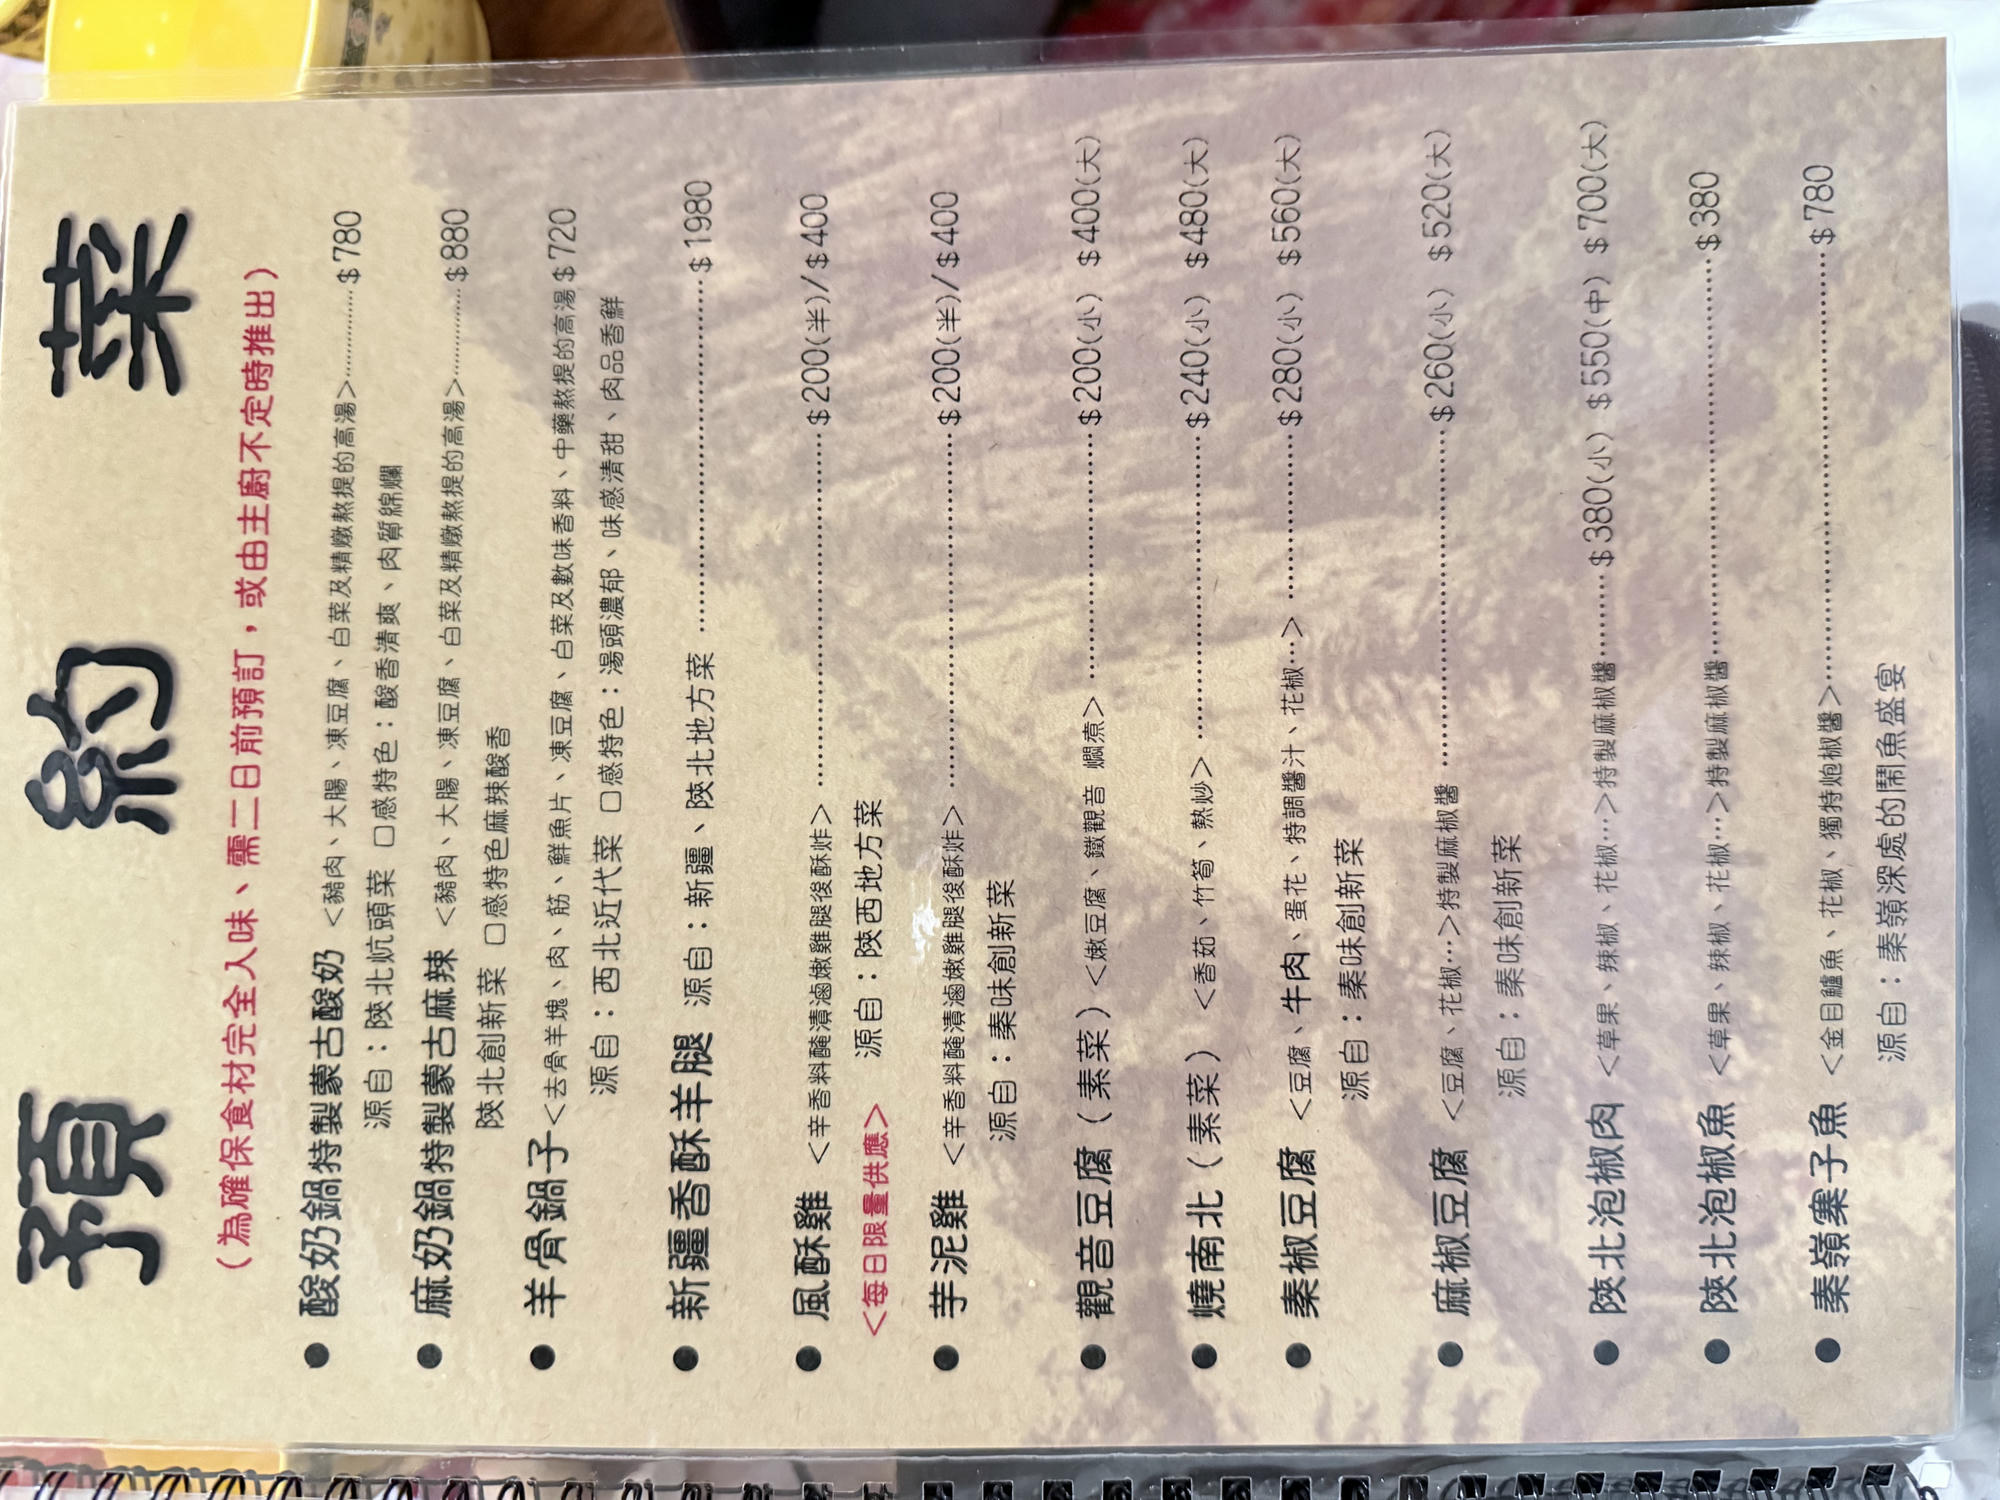 預約菜
(為確保食材完全入味、需二日前預訂，或由主廚不定時推出)
● 酸奶鍋特製蒙古酸奶 <豬肉、大腸、凍豆腐、白菜及精燉熬提的高湯>............$780
源自：陝北炕頭菜 口感特色：酸香清爽、肉質綿爛
● 麻奶鍋特製蒙古麻辣 <豬肉、大腸、凍豆腐、白菜及精燉熬提的高湯>............$880
陝北創新菜 口感特色麻辣酸香
● 羊骨鍋子<去骨羊塊、肉、筋、鮮魚片、凍豆腐、白菜及數味香料、中藥熬提的高湯$720
源自：西北近代菜 口感特色：湯頭濃郁、味感清甜、肉品香鮮
● 新疆香酥羊腿 源自：新疆、陝北地方菜 ..............................$1980
● 風酥雞 <辛香料醃漬滷嫩雞腿後酥炸> ..............................$200(半)/$400
<每日限量供應> 源自：陝西地方菜
● 芋泥雞 <辛香料醃漬滷嫩雞腿後酥炸>..............................$200(半)/$400
源自：秦味創新菜
● 觀音豆腐(素菜)<嫩豆腐、鐵觀音 燜煮>....................$200(小) $400(大)
● 燒南北(素菜) <香茹、竹筍、熱炒>.........................$240(小) $480(大)
● 秦椒豆腐 <豆腐、牛肉、蛋花、特調醬汁、花椒…>..............$280(小) $560(大)
源自：秦味創新菜
● 麻椒豆腐 <豆腐、花椒…>特製麻椒醬..............................$260(小) $520(大)
源自：秦味創新菜
● 陝北泡椒肉 <草果、辣椒、花椒…>特製麻椒醬.......$380(小) $550(中) $700(大)
● 陝北泡椒魚 <草果、辣椒、花椒…>特製麻椒醬...................................$380
● 秦嶺寨子魚 <金目鱸魚、花椒、獨特炮椒醬>...................................$780
源自：秦嶺深處的鬧魚盛宴